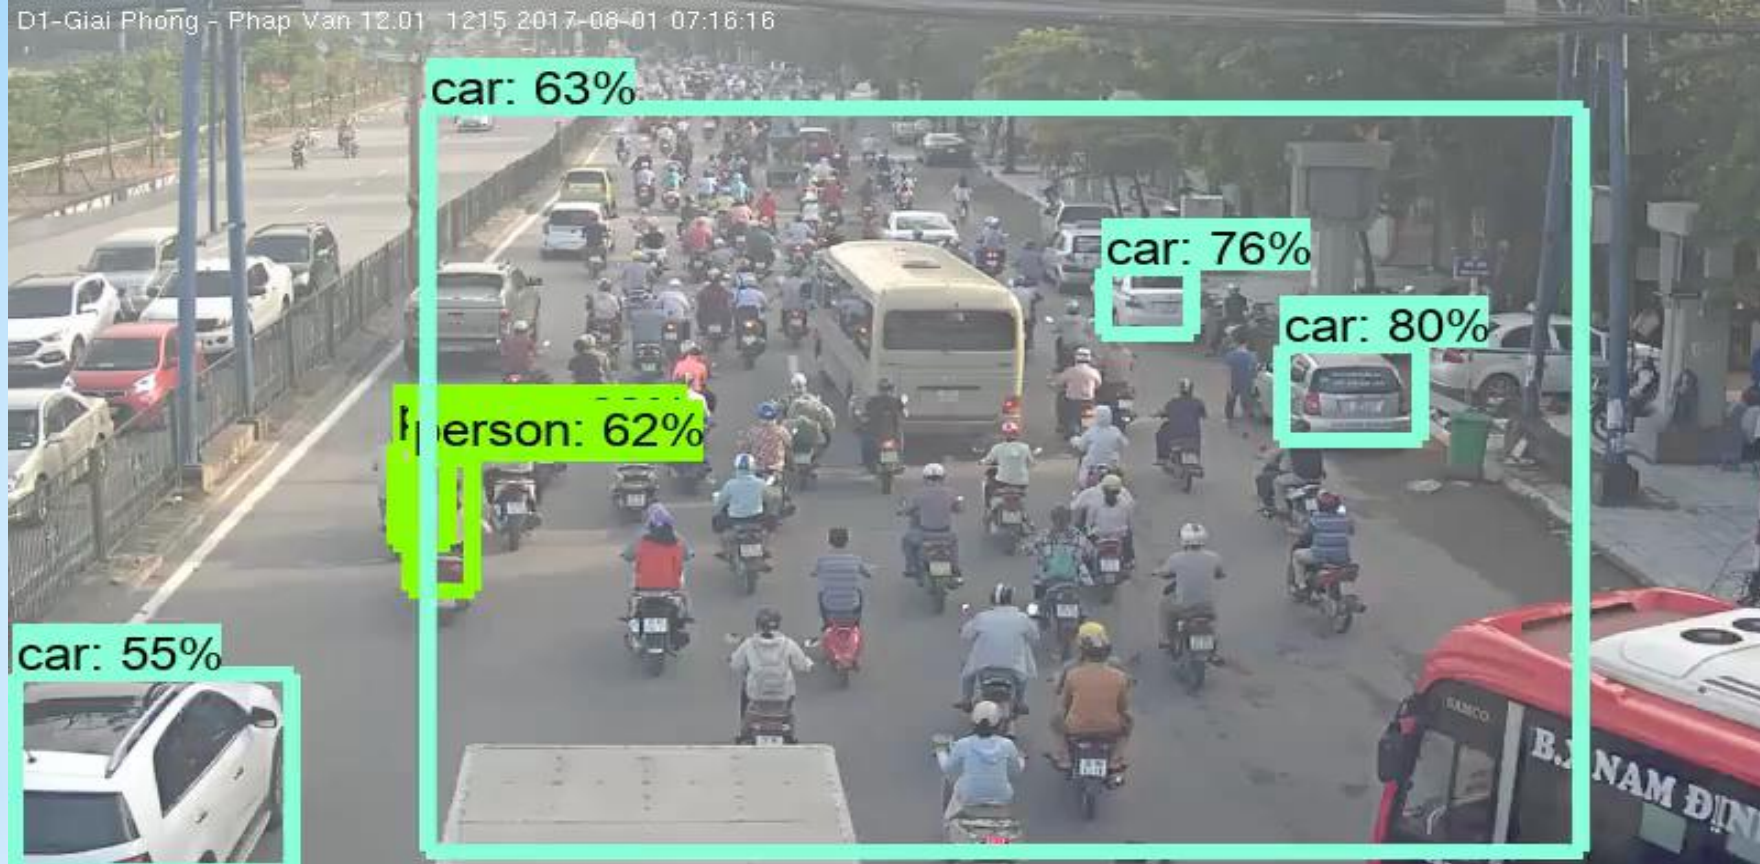 D1-Giai Phong - Phap Van 12.01 1215 2017-08-01 07:16:16
car: 63%
car: 76%
car: 80%
person: 62%
car: 55%
SAMCO
NAM ĐỊN